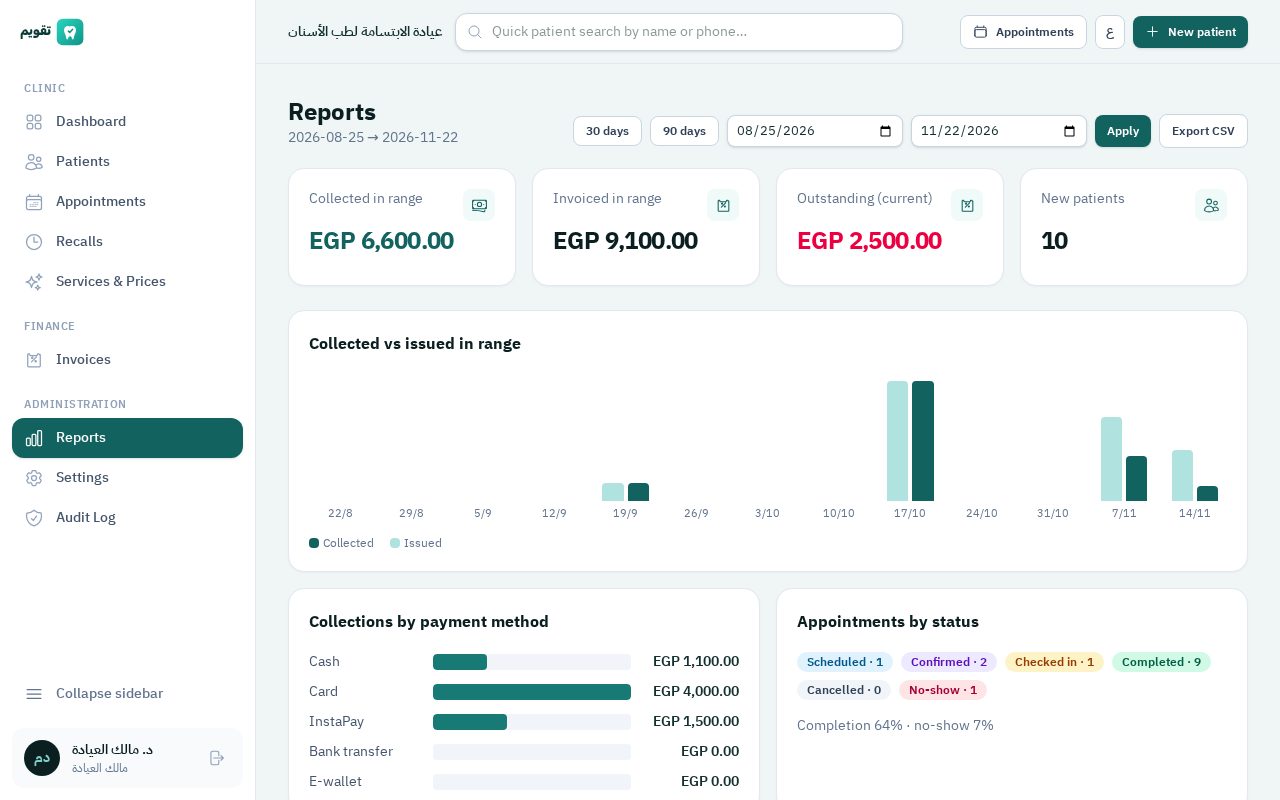 تقويم
CLINIC
Dashboard
Patients
Appointments
Recalls
Services & Prices
FINANCE
Invoices
ADMINISTRATION
Reports
Settings
Audit Log
Collapse sidebar
دم
د. مالك العيادة
مالك العيادة
عيادة الابتسامة لطب الأسنان
Quick patient search by name or phone...
Appointments
ع
New patient
Reports
2026-08-25 → 2026-11-22
30 days
90 days
08/25/2026
11/22/2026
Apply
Export CSV
Collected in range
EGP 6,600.00
Invoiced in range
EGP 9,100.00
Outstanding (current)
EGP 2,500.00
New patients
10
Collected vs issued in range
22/8 29/8 5/9 12/9 19/9 26/9 3/10 10/10 17/10 24/10 31/10 7/11 14/11
Collected Issued
Collections by payment method
Cash EGP 1,100.00
Card EGP 4,000.00
InstaPay EGP 1,500.00
Bank transfer EGP 0.00
E-wallet EGP 0.00
Appointments by status
Scheduled · 1 Confirmed · 2 Checked in · 1 Completed · 9
Cancelled · 0 No-show · 1
Completion 64% · no-show 7%